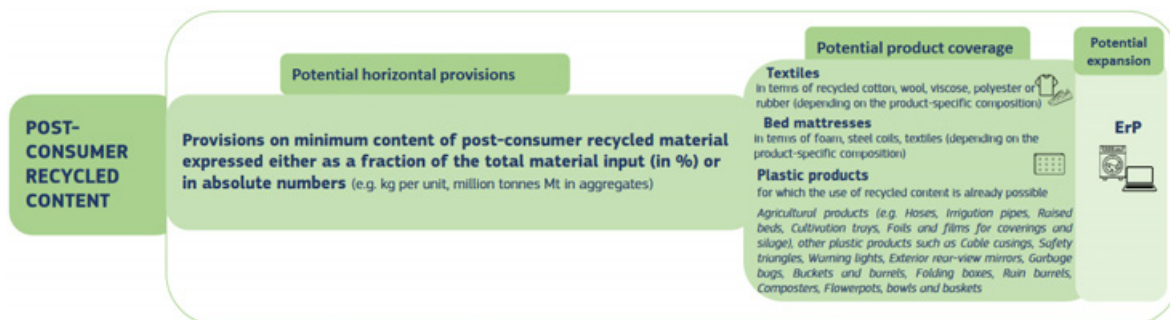 POST-
CONSUMER
RECYCLED
CONTENT
Potential horizontal provisions
Provisions on minimum content of post-consumer recycled material
expressed either as a fraction of the total material input (in %) or
in absolute numbers (e.g. kg per unit, million tonnes Mt in aggregates)
Potential product coverage
Textiles
In terms of recycled cotton, wool, viscose, polyester or
rubber (depending on the product-specific composition)
Bed mattresses
In terms of foam, steel coils, textiles (depending on the
product-specific composition)
Plastic products
for which the use of recycled content is already possible
Agricultural products (e.g. Hoses, Irrigation pipes, Raised
beds, Cultivation trays, Foils and films for coverings and
silage), other plastic products such as Cable casings, Safety
triangles, Warning lights, Exterior rear-view mirrors, Garbage
bags, Buckets and barrels, Folding boxes, Rain barrels,
Composters, Flowerpots, bowls and baskets
Potential
expansion
ErP